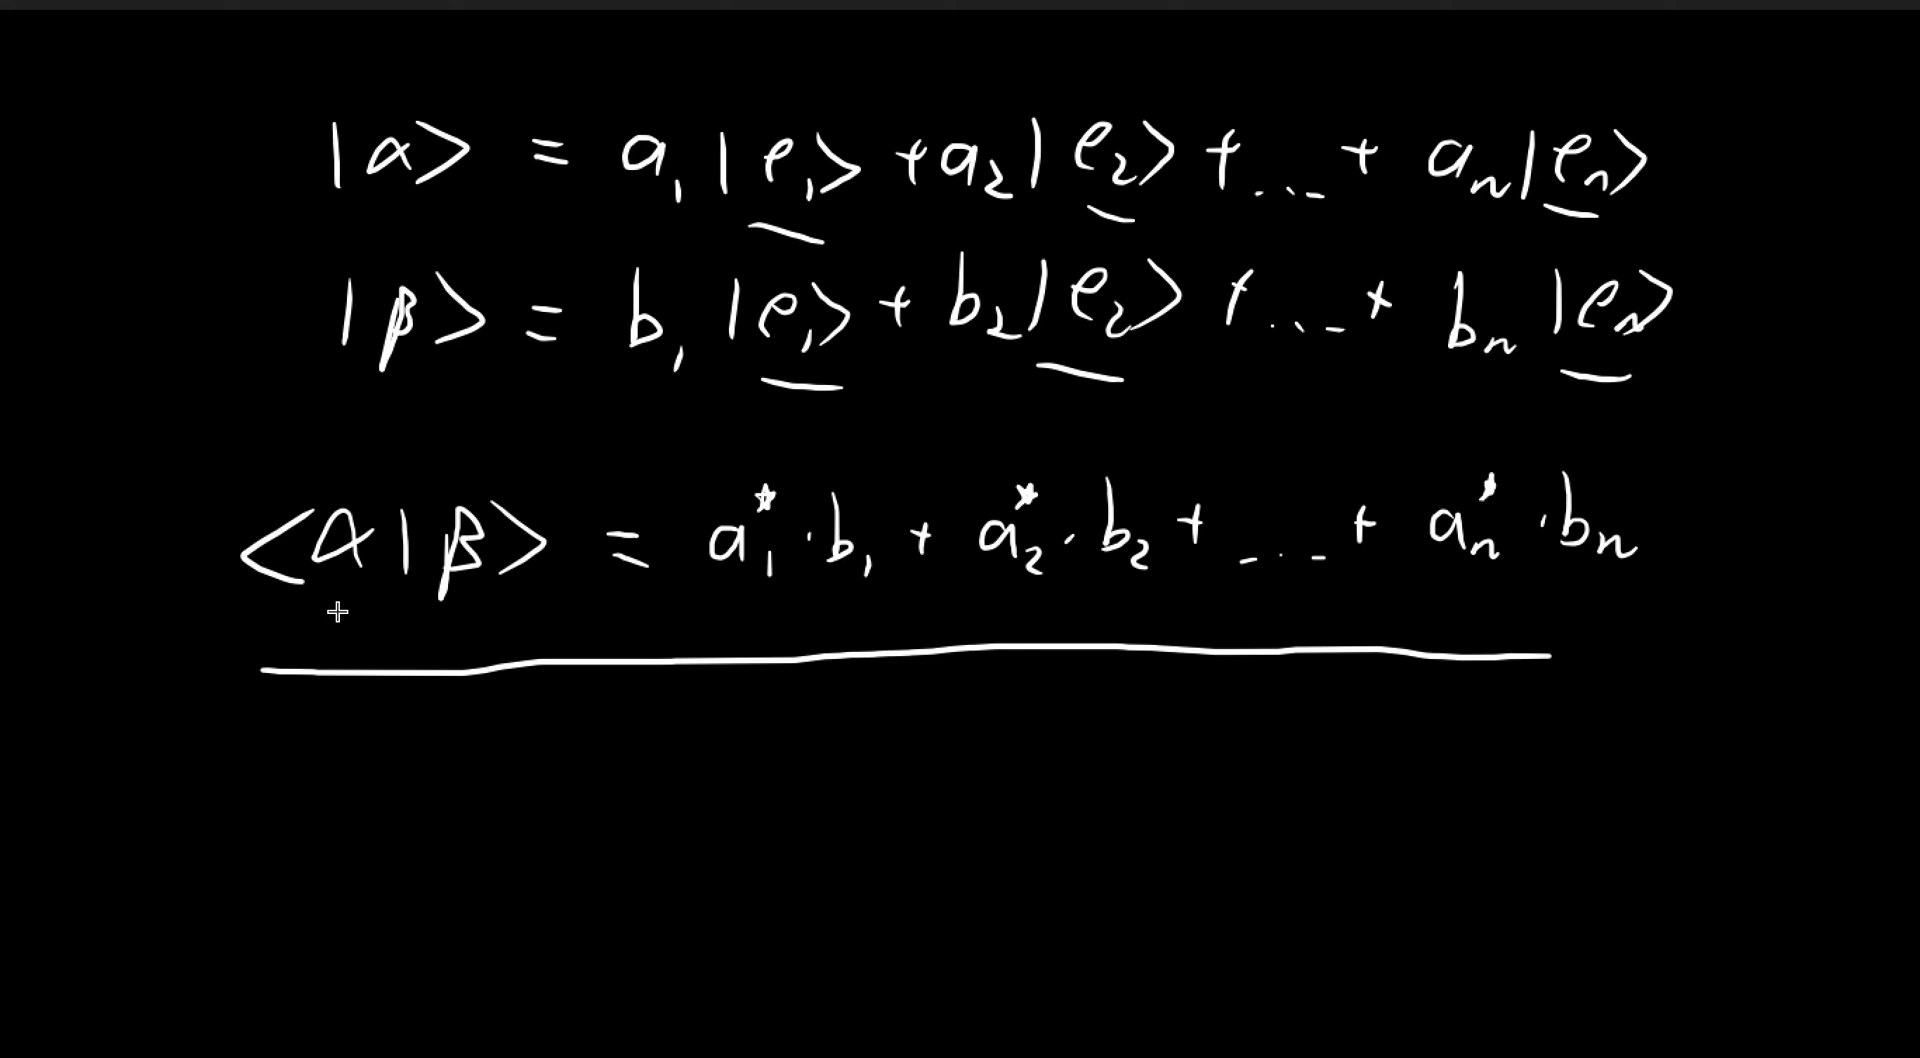 |α> = a₁|e₁> + a₂|e₂> + ... + aₙ|eₙ>
|β> = b₁|e₁> + b₂|e₂> + ... + bₙ|eₙ>
<α|β> = a₁*·b₁ + a₂*·b₂ + ... + aₙ*·bₙ